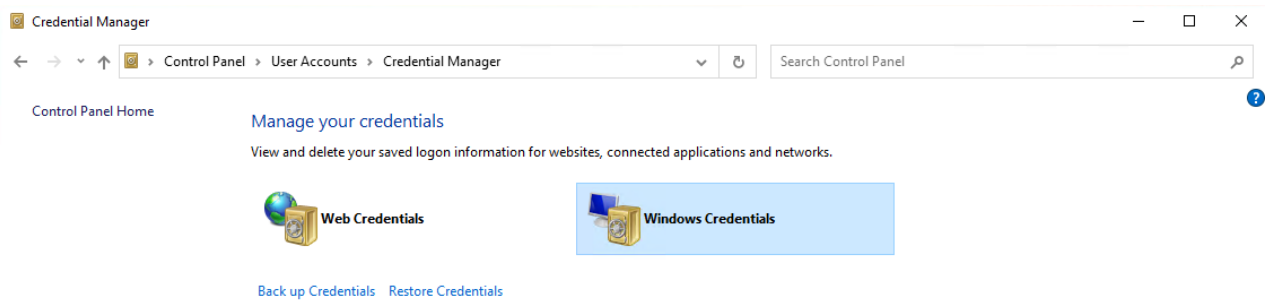 Credential Manager
Control Panel > User Accounts > Credential Manager
Search Control Panel
Control Panel Home
Manage your credentials
View and delete your saved logon information for websites, connected applications and networks.
Web Credentials
Windows Credentials
Back up Credentials Restore Credentials